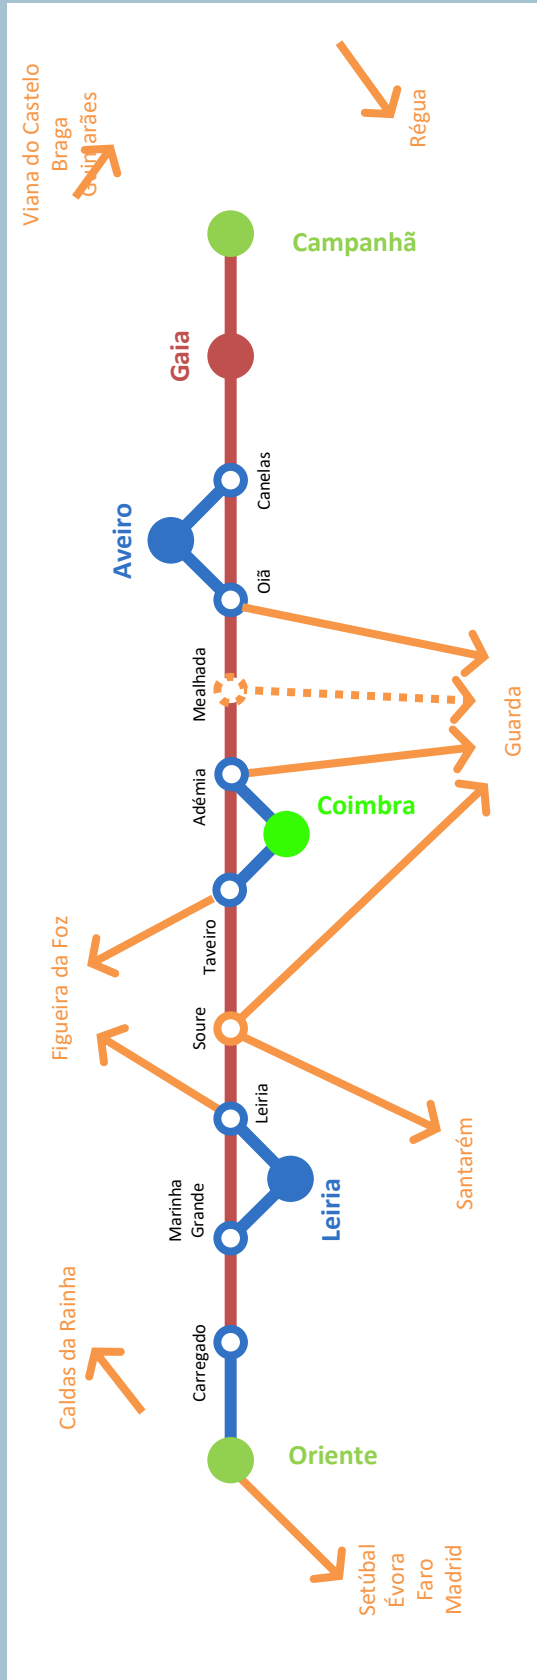 Viana do Castelo
Braga
Guimarães
Régua
Campanhã
Gaia
Canelas
Aveiro
Oiã
Mealhada
Guarda
Adémia
Coimbra
Taveiro
Figueira da Foz
Soure
Leiria
Santarém
Marinha
Grande
Leiria
Caldas da Rainha
Carregado
Oriente
Setúbal
Évora
Faro
Madrid